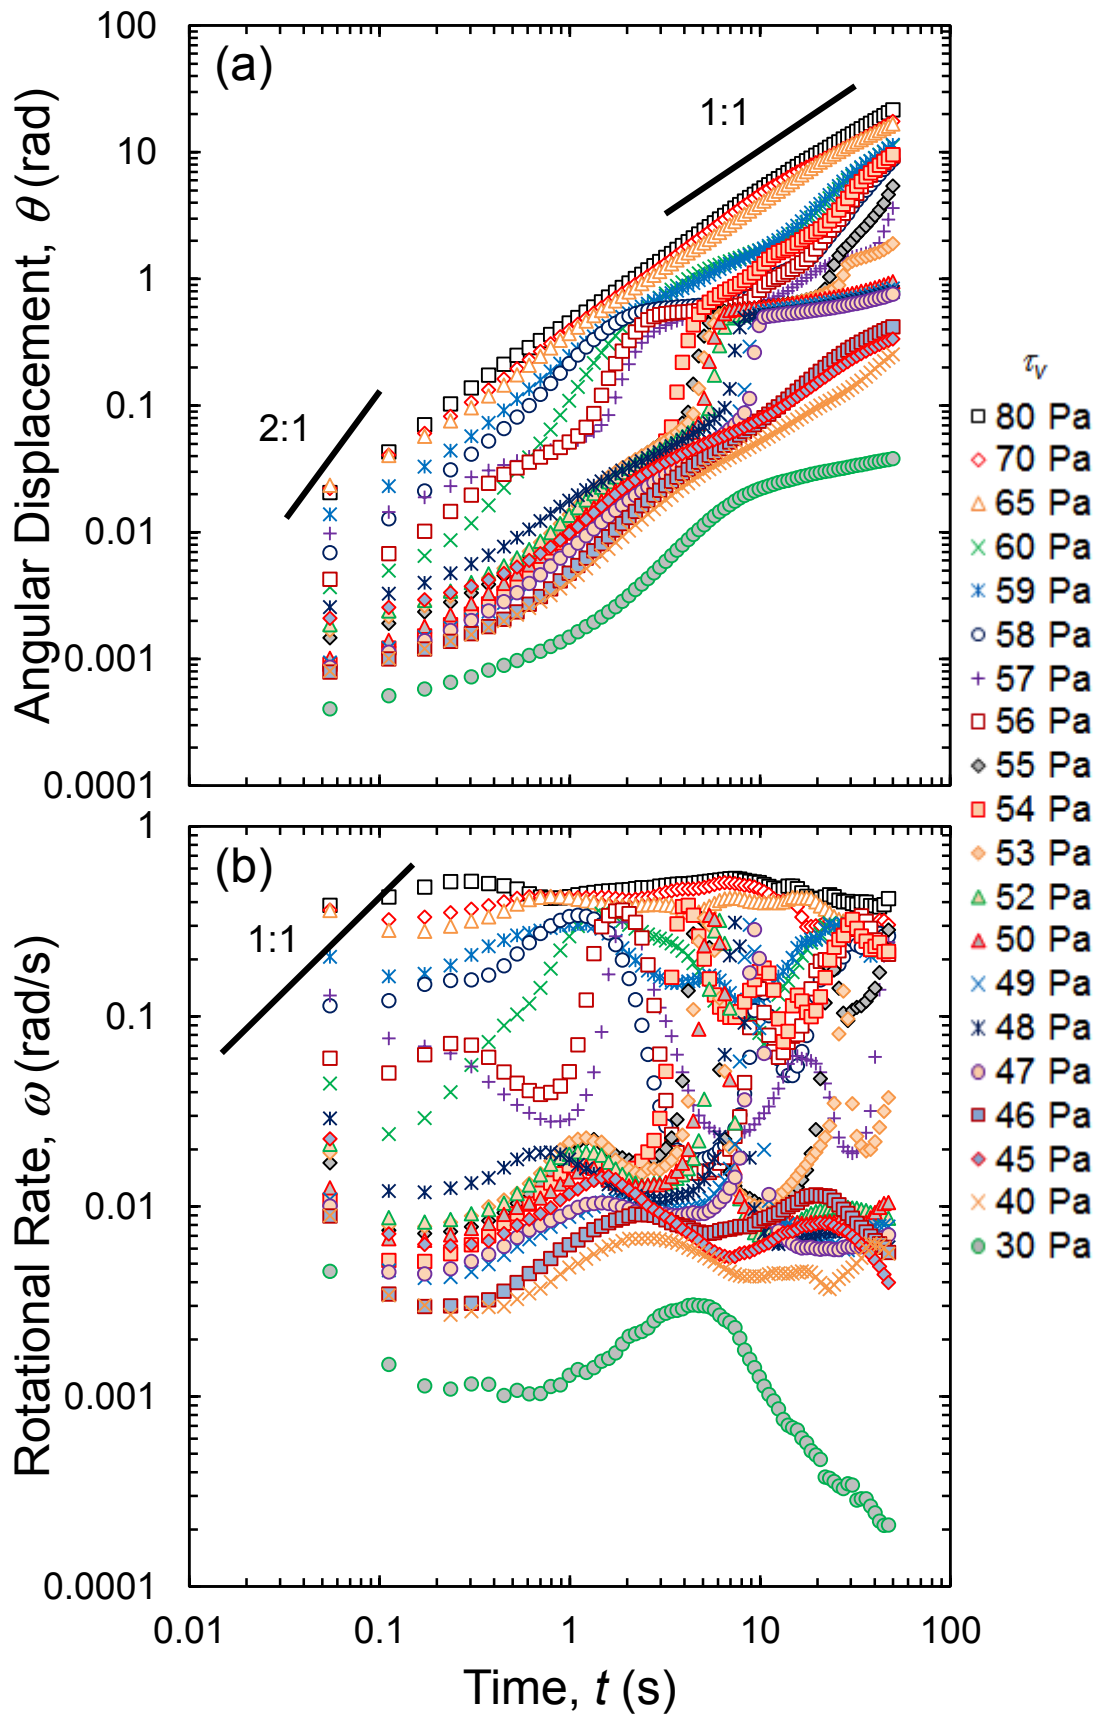 100
(a)
10
1:1
1
0.1
2:1
0.01
0.001
0.0001
Angular Displacement, θ (rad)
τV
80 Pa
70 Pa
65 Pa
60 Pa
59 Pa
58 Pa
57 Pa
56 Pa
55 Pa
54 Pa
53 Pa
52 Pa
50 Pa
49 Pa
48 Pa
47 Pa
46 Pa
45 Pa
40 Pa
30 Pa
1
(b)
1:1
0.1
0.01
0.001
0.0001
Rotational Rate, ω (rad/s)
0.01 0.1 1 10 100
Time, t (s)